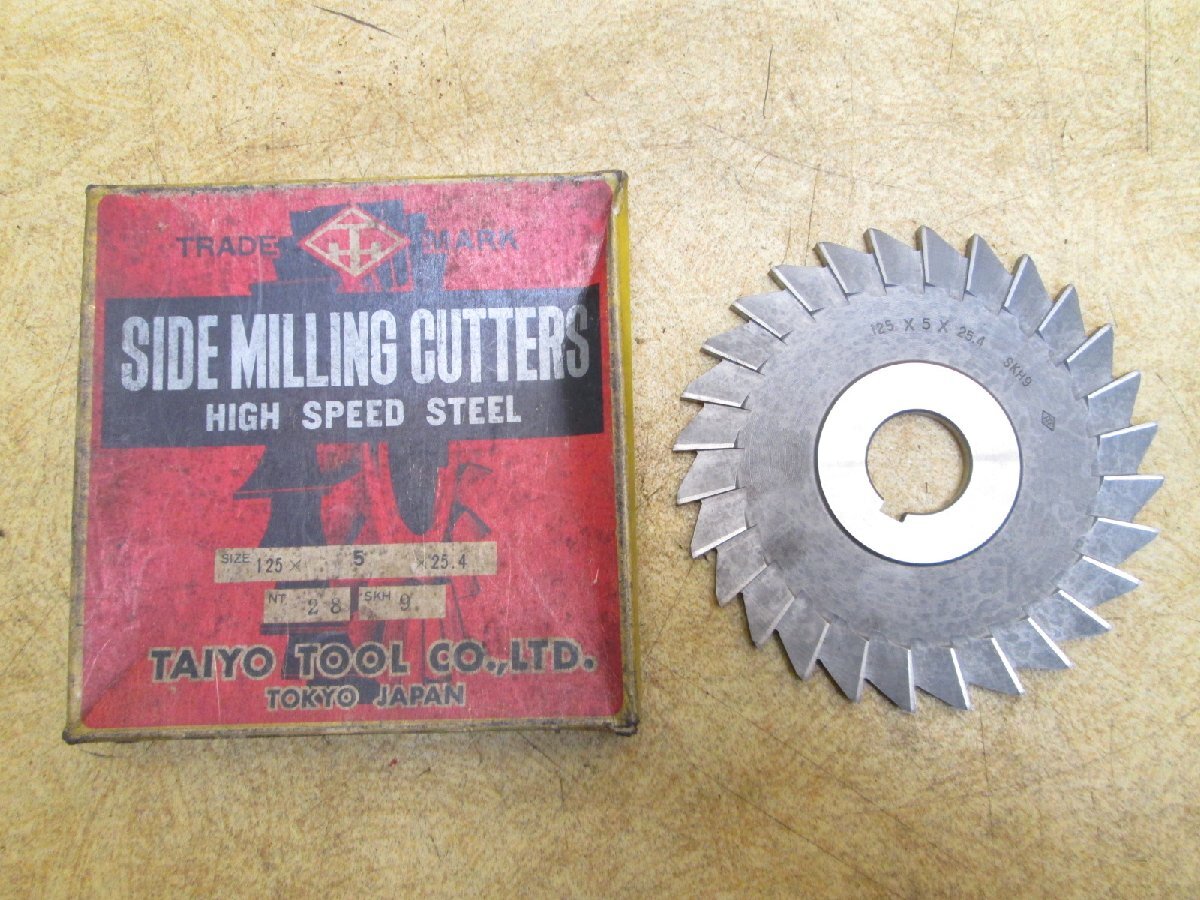 TRADE MARK
SIDE MILLING CUTTERS
HIGH SPEED STEEL
SIZE 125 × 5 × 25.4
NT 28 SKH 9
TAIYO TOOL CO.,LTD.
TOKYO JAPAN
125 X 5 X 25.4 SKH9